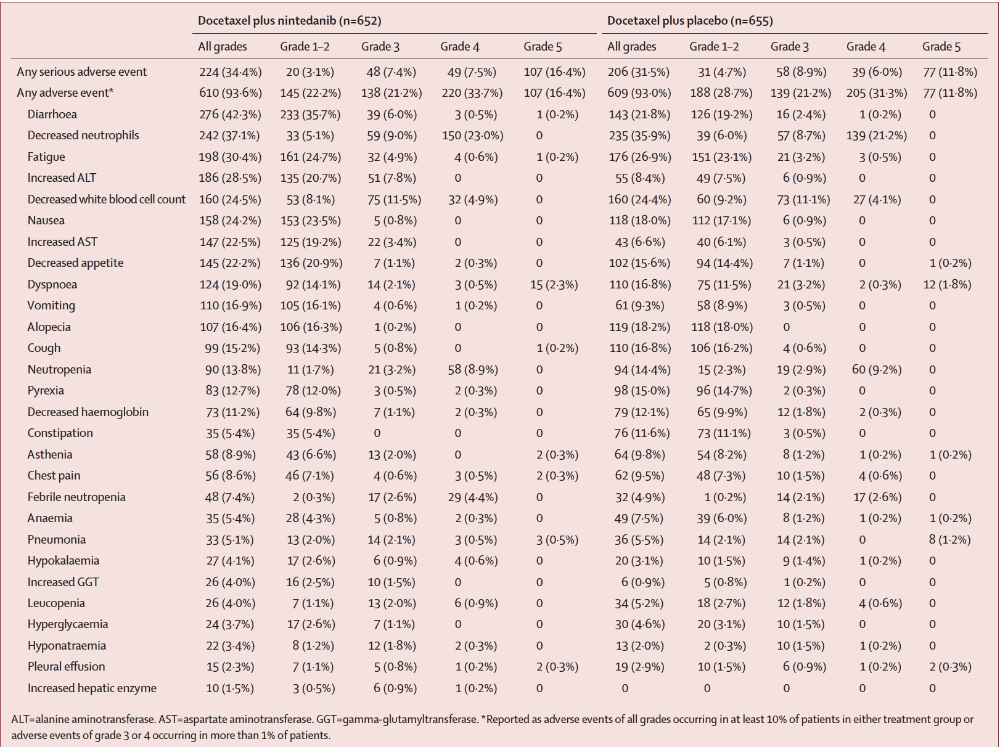 Docetaxel plus nintedanib (n=652) Docetaxel plus placebo (n=655)
All grades Grade 1–2 Grade 3 Grade 4 Grade 5 All grades Grade 1–2 Grade 3 Grade 4 Grade 5
Any serious adverse event 224 (34·4%) 20 (3·1%) 48 (7·4%) 49 (7·5%) 107 (16·4%) 206 (31·5%) 31 (4·7%) 58 (8·9%) 39 (6·0%) 77 (11·8%)
Any adverse event* 610 (93·6%) 145 (22·2%) 138 (21·2%) 220 (33·7%) 107 (16·4%) 609 (93·0%) 188 (28·7%) 139 (21·2%) 205 (31·3%) 77 (11·8%)
Diarrhoea 276 (42·3%) 233 (35·7%) 39 (6·0%) 3 (0·5%) 1 (0·2%) 143 (21·8%) 126 (19·2%) 16 (2·4%) 1 (0·2%) 0
Decreased neutrophils 242 (37·1%) 33 (5·1%) 59 (9·0%) 150 (23·0%) 0 235 (35·9%) 39 (6·0%) 57 (8·7%) 139 (21·2%) 0
Fatigue 198 (30·4%) 161 (24·7%) 32 (4·9%) 4 (0·6%) 1 (0·2%) 176 (26·9%) 151 (23·1%) 21 (3·2%) 3 (0·5%) 0
Increased ALT 186 (28·5%) 135 (20·7%) 51 (7·8%) 0 0 55 (8·4%) 49 (7·5%) 6 (0·9%) 0 0
Decreased white blood cell count 160 (24·5%) 53 (8·1%) 75 (11·5%) 32 (4·9%) 0 160 (24·4%) 60 (9·2%) 73 (11·1%) 27 (4·1%) 0
Nausea 158 (24·2%) 153 (23·5%) 5 (0·8%) 0 0 118 (18·0%) 112 (17·1%) 6 (0·9%) 0 0
Increased AST 147 (22·5%) 125 (19·2%) 22 (3·4%) 0 0 43 (6·6%) 40 (6·1%) 3 (0·5%) 0 0
Decreased appetite 145 (22·2%) 136 (20·9%) 7 (1·1%) 2 (0·3%) 0 102 (15·6%) 94 (14·4%) 7 (1·1%) 0 1 (0·2%)
Dyspnoea 124 (19·0%) 92 (14·1%) 14 (2·1%) 3 (0·5%) 15 (2·3%) 110 (16·8%) 75 (11·5%) 21 (3·2%) 2 (0·3%) 12 (1·8%)
Vomiting 110 (16·9%) 105 (16·1%) 4 (0·6%) 1 (0·2%) 0 61 (9·3%) 58 (8·9%) 3 (0·5%) 0 0
Alopecia 107 (16·4%) 106 (16·3%) 1 (0·2%) 0 0 119 (18·2%) 118 (18·0%) 0 0 0
Cough 99 (15·2%) 93 (14·3%) 5 (0·8%) 0 1 (0·2%) 110 (16·8%) 106 (16·2%) 4 (0·6%) 0 0
Neutropenia 90 (13·8%) 11 (1·7%) 21 (3·2%) 58 (8·9%) 0 94 (14·4%) 15 (2·3%) 19 (2·9%) 60 (9·2%) 0
Pyrexia 83 (12·7%) 78 (12·0%) 3 (0·5%) 2 (0·3%) 0 98 (15·0%) 96 (14·7%) 2 (0·3%) 0 0
Decreased haemoglobin 73 (11·2%) 64 (9·8%) 7 (1·1%) 2 (0·3%) 0 79 (12·1%) 65 (9·9%) 12 (1·8%) 2 (0·3%) 0
Constipation 35 (5·4%) 35 (5·4%) 0 0 0 76 (11·6%) 73 (11·1%) 3 (0·5%) 0 0
Asthenia 58 (8·9%) 43 (6·6%) 13 (2·0%) 0 2 (0·3%) 64 (9·8%) 54 (8·2%) 8 (1·2%) 1 (0·2%) 1 (0·2%)
Chest pain 56 (8·6%) 46 (7·1%) 4 (0·6%) 3 (0·5%) 2 (0·3%) 62 (9·5%) 48 (7·3%) 10 (1·5%) 4 (0·6%) 0
Febrile neutropenia 48 (7·4%) 2 (0·3%) 17 (2·6%) 29 (4·4%) 0 32 (4·9%) 1 (0·2%) 14 (2·1%) 17 (2·6%) 0
Anaemia 35 (5·4%) 28 (4·3%) 5 (0·8%) 2 (0·3%) 0 49 (7·5%) 39 (6·0%) 8 (1·2%) 1 (0·2%) 1 (0·2%)
Pneumonia 33 (5·1%) 13 (2·0%) 14 (2·1%) 3 (0·5%) 3 (0·5%) 36 (5·5%) 14 (2·1%) 14 (2·1%) 0 8 (1·2%)
Hypokalaemia 27 (4·1%) 17 (2·6%) 6 (0·9%) 4 (0·6%) 0 20 (3·1%) 10 (1·5%) 9 (1·4%) 1 (0·2%) 0
Increased GGT 26 (4·0%) 16 (2·5%) 10 (1·5%) 0 0 6 (0·9%) 5 (0·8%) 1 (0·2%) 0 0
Leucopenia 26 (4·0%) 7 (1·1%) 13 (2·0%) 6 (0·9%) 0 34 (5·2%) 18 (2·7%) 12 (1·8%) 4 (0·6%) 0
Hyperglycaemia 24 (3·7%) 17 (2·6%) 7 (1·1%) 0 0 30 (4·6%) 20 (3·1%) 10 (1·5%) 0 0
Hyponatraemia 22 (3·4%) 8 (1·2%) 12 (1·8%) 2 (0·3%) 0 13 (2·0%) 2 (0·3%) 10 (1·5%) 1 (0·2%) 0
Pleural effusion 15 (2·3%) 7 (1·1%) 5 (0·8%) 1 (0·2%) 2 (0·3%) 19 (2·9%) 10 (1·5%) 6 (0·9%) 1 (0·2%) 2 (0·3%)
Increased hepatic enzyme 10 (1·5%) 3 (0·5%) 6 (0·9%) 1 (0·2%) 0 0 0 0 0 0
ALT=alanine aminotransferase. AST=aspartate aminotransferase. GGT=gamma-glutamyltransferase. *Reported as adverse events of all grades occurring in at least 10% of patients in either treatment group or
adverse events of grade 3 or 4 occurring in more than 1% of patients.